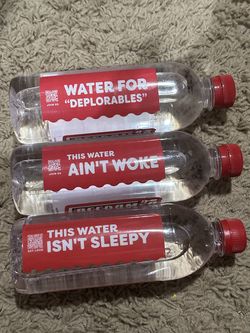 WATER FOR
"DEPLORABLES"
THIS WATER
AIN'T WOKE
THIS WATER
ISN'T SLEEPY